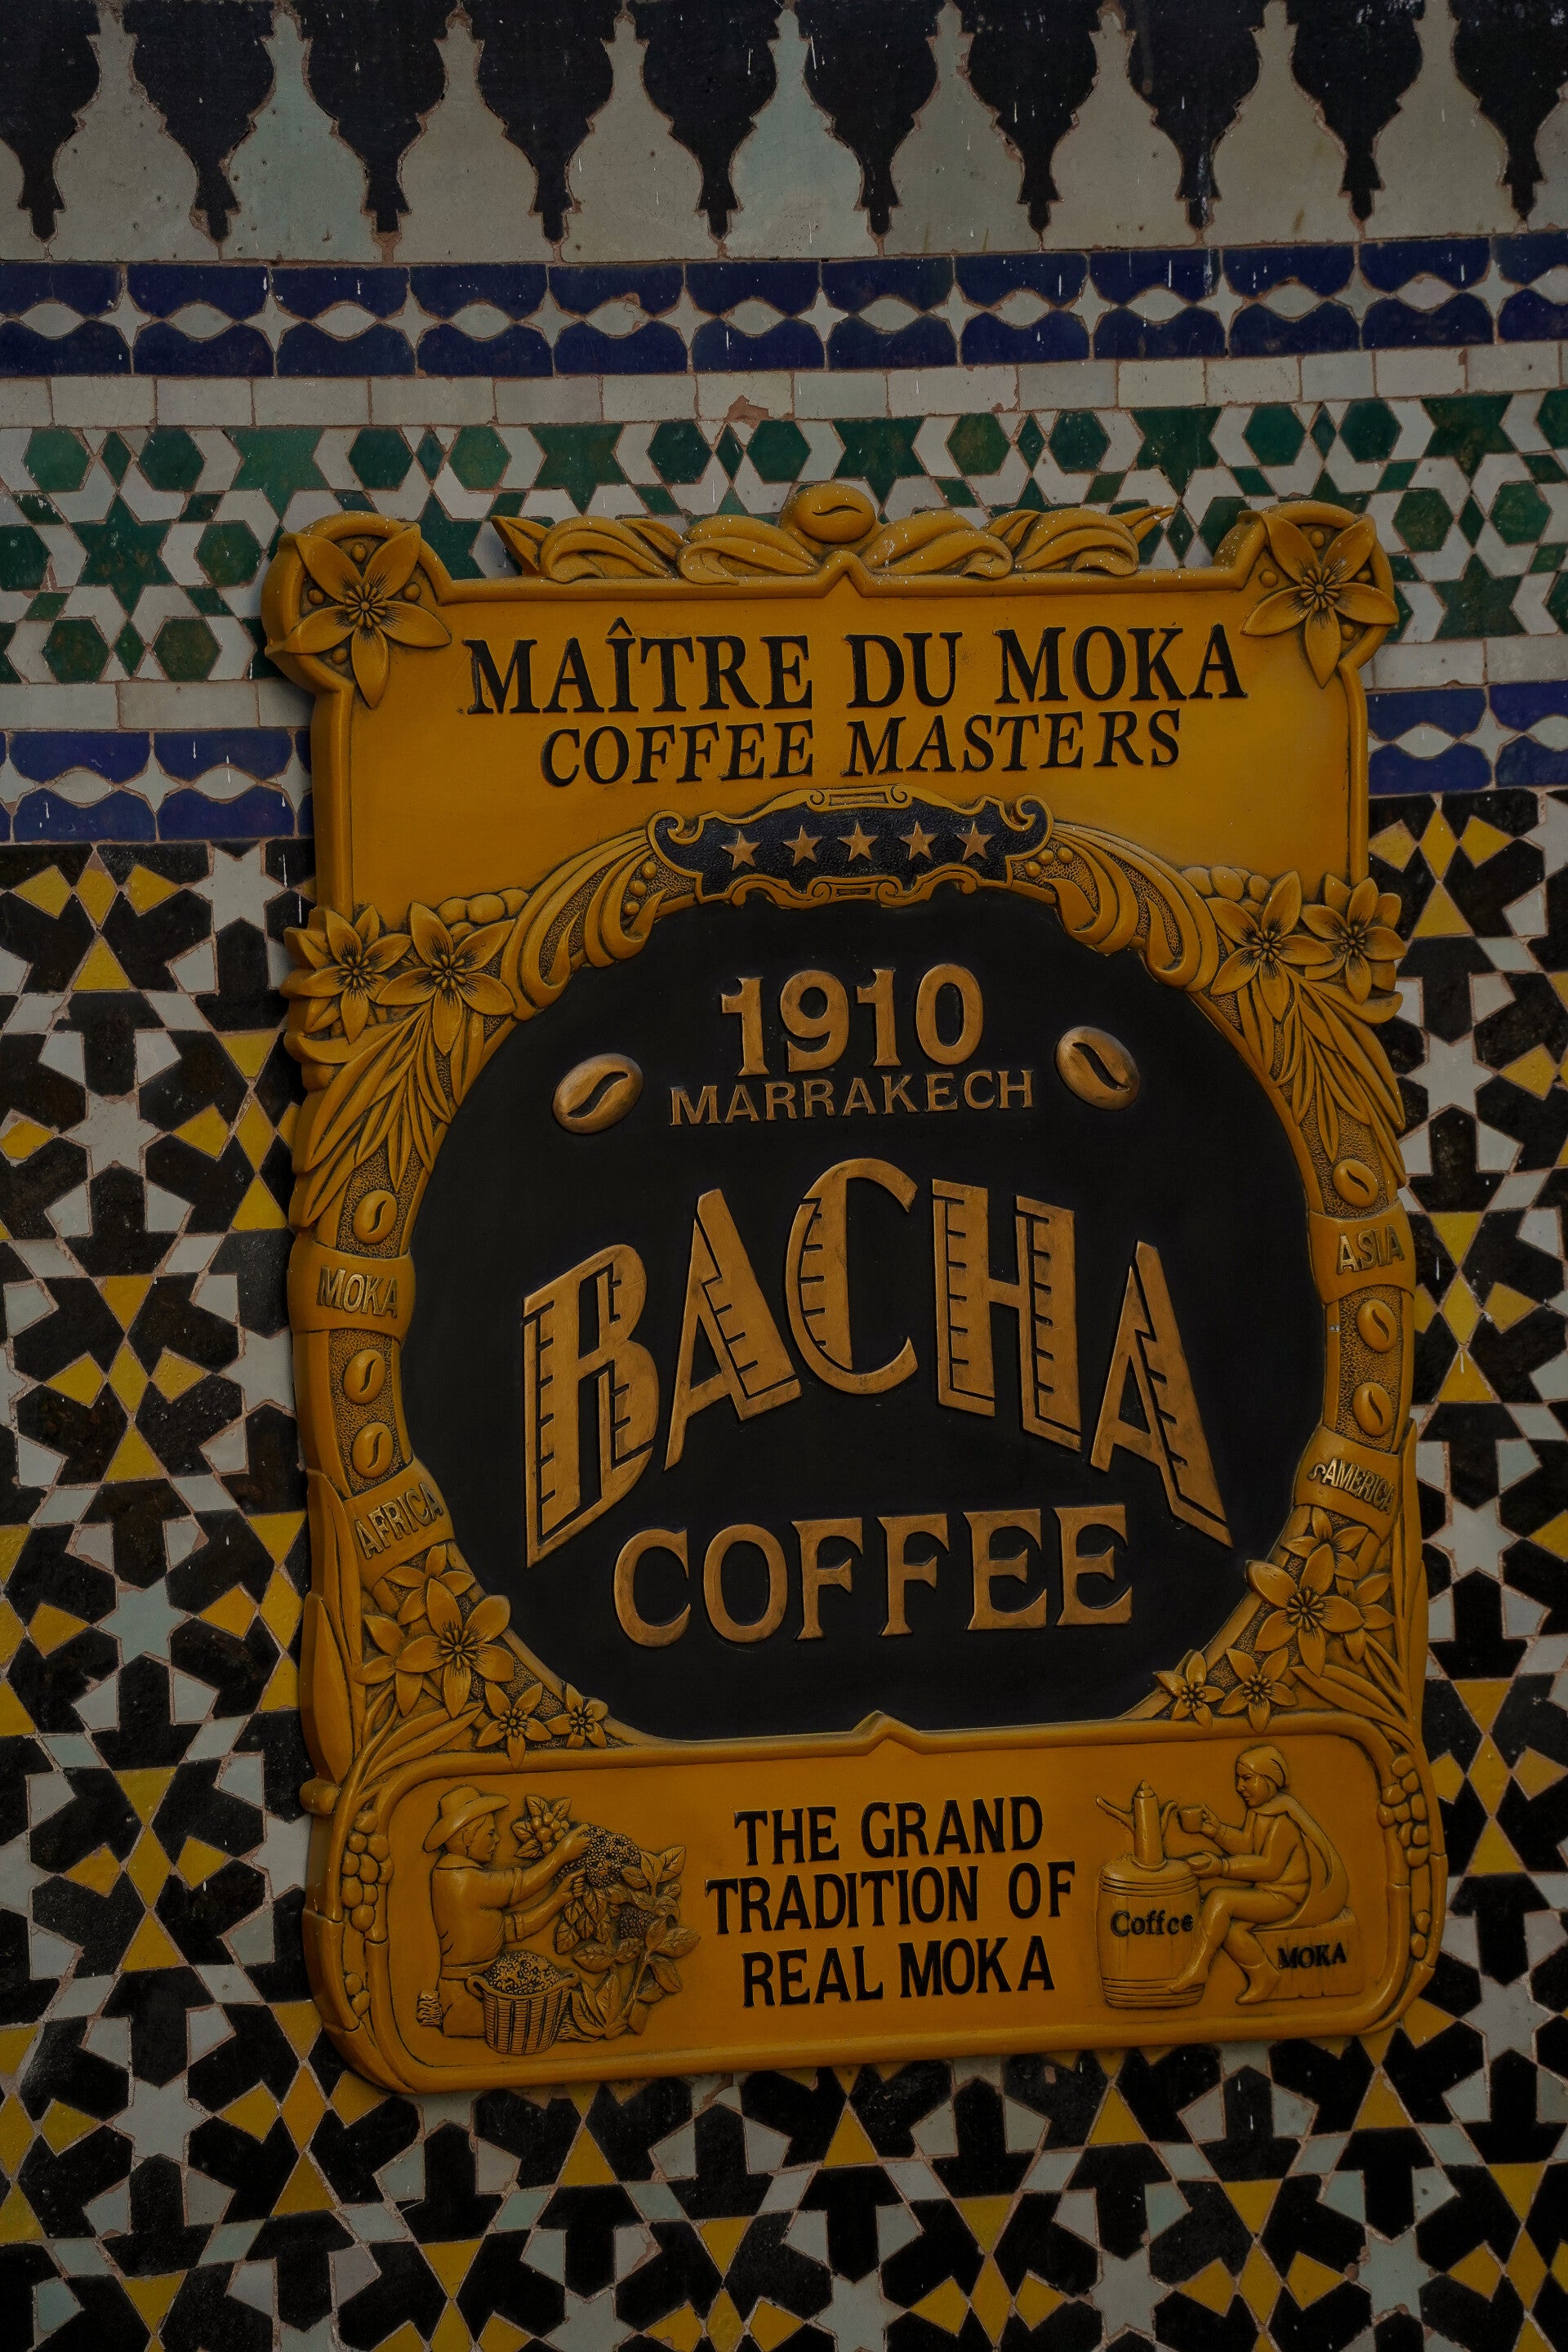 MAÎTRE DU MOKA
COFFEE MASTERS
1910
MARRAKECH
BACHA
COFFEE
MOKA
AFRICA
ASIA
S AMERICA
THE GRAND
TRADITION OF
REAL MOKA
Coffee
MOKA